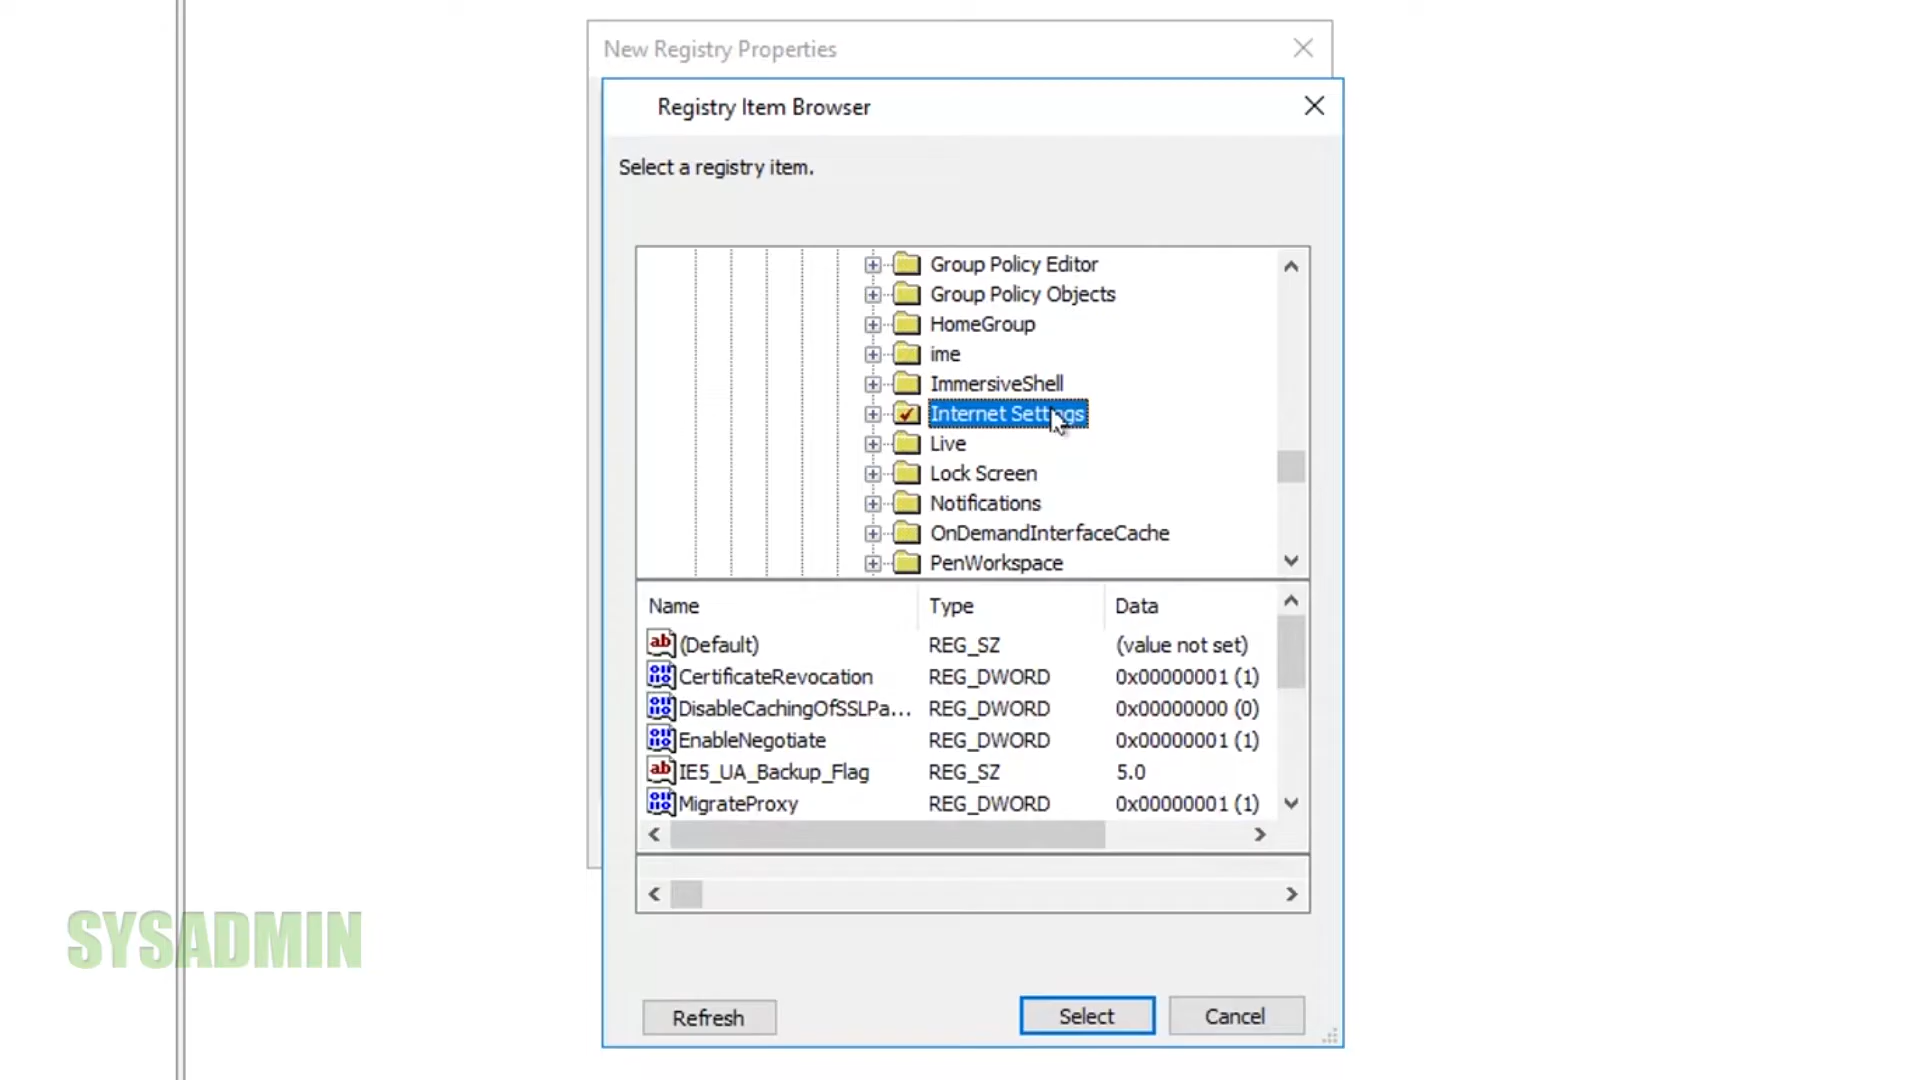 New Registry Properties
Registry Item Browser
Select a registry item.
Group Policy Editor
Group Policy Objects
HomeGroup
ime
ImmersiveShell
Internet Settings
Live
Lock Screen
Notifications
OnDemandInterfaceCache
PenWorkspace
Name Type Data
(Default) REG_SZ (value not set)
CertificateRevocation REG_DWORD 0x00000001 (1)
DisableCachingOfSSLPa... REG_DWORD 0x00000000 (0)
EnableNegotiate REG_DWORD 0x00000001 (1)
IE5_UA_Backup_Flag REG_SZ 5.0
MigrateProxy REG_DWORD 0x00000001 (1)
SYSADMIN
Refresh Select Cancel